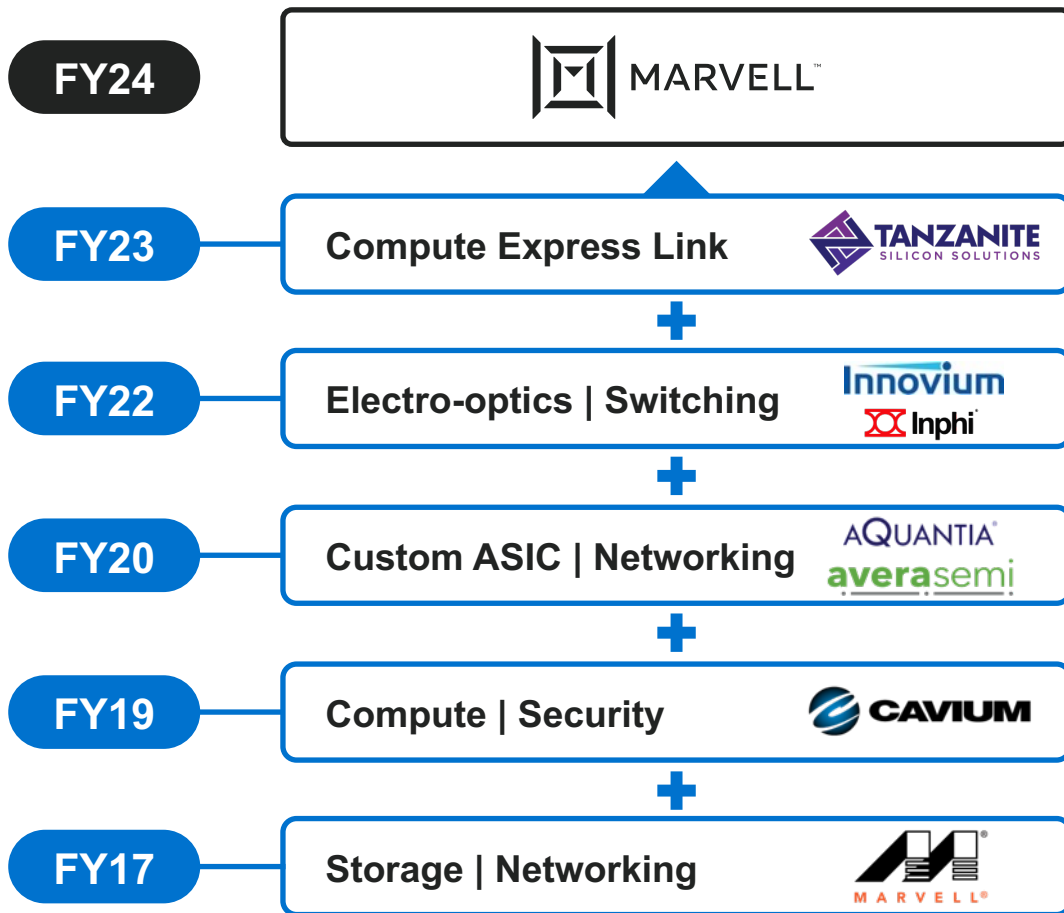 FY24
MARVELL™
FY23
Compute Express Link
TANZANITE
SILICON SOLUTIONS
FY22
Electro-optics | Switching
Innovium
Inphi
FY20
Custom ASIC | Networking
AQUANTIA®
averasemi
FY19
Compute | Security
CAVIUM
FY17
Storage | Networking
MARVELL®